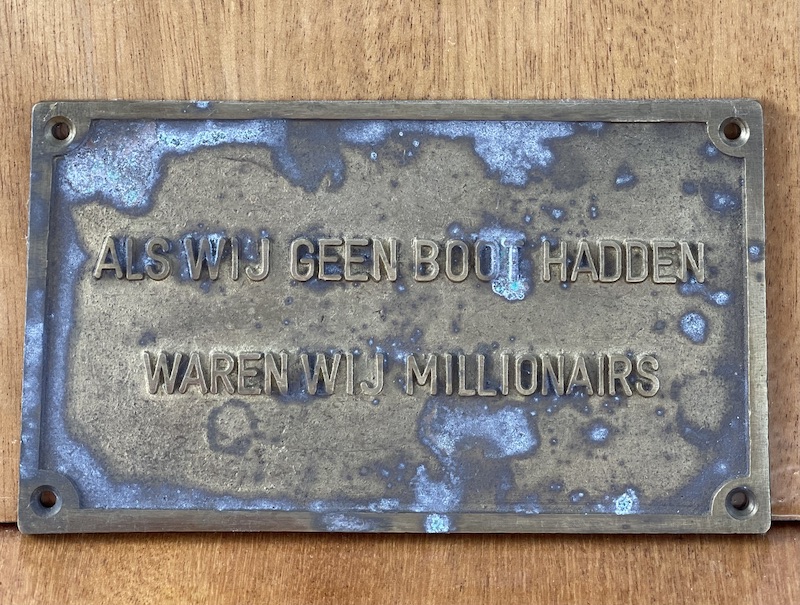 ALS WIJ GEEN BOOT HADDEN
WAREN WIJ MILLIONAIRS